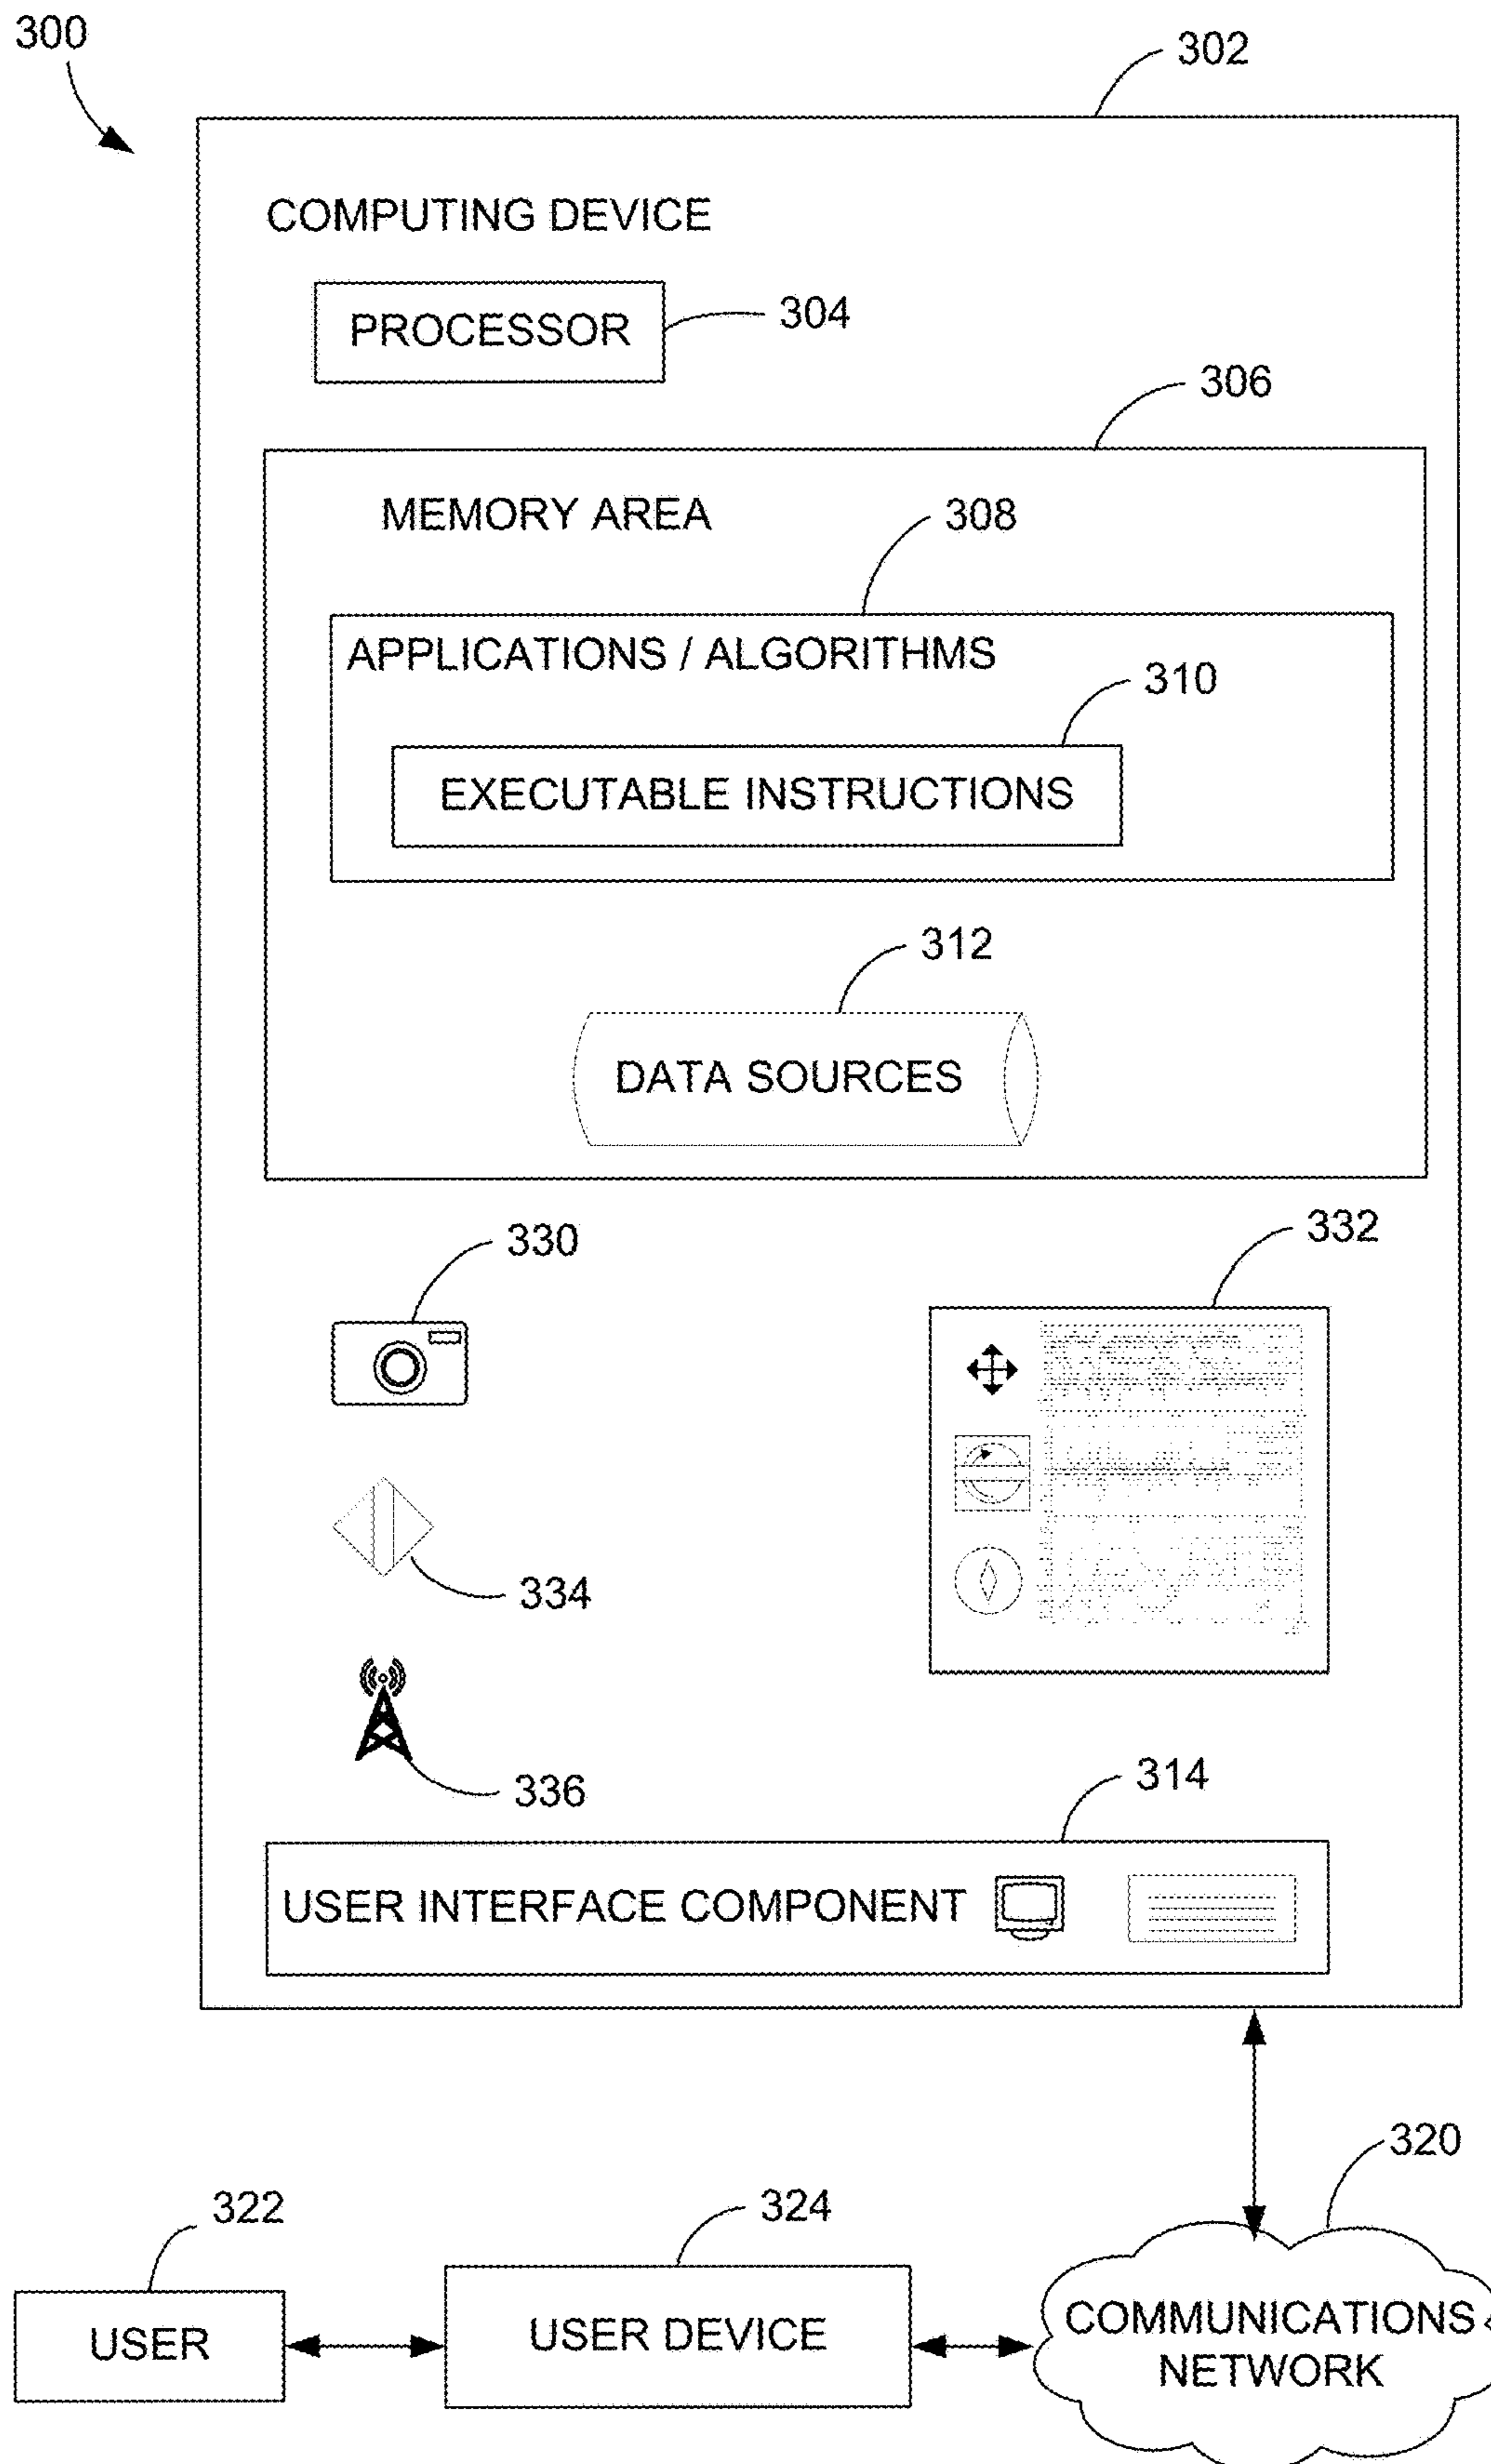 300
302
COMPUTING DEVICE
PROCESSOR
304
306
MEMORY AREA
308
APPLICATIONS / ALGORITHMS
310
EXECUTABLE INSTRUCTIONS
312
DATA SOURCES
330
332
334
336
314
USER INTERFACE COMPONENT
320
322
324
USER
USER DEVICE
COMMUNICATIONS
NETWORK